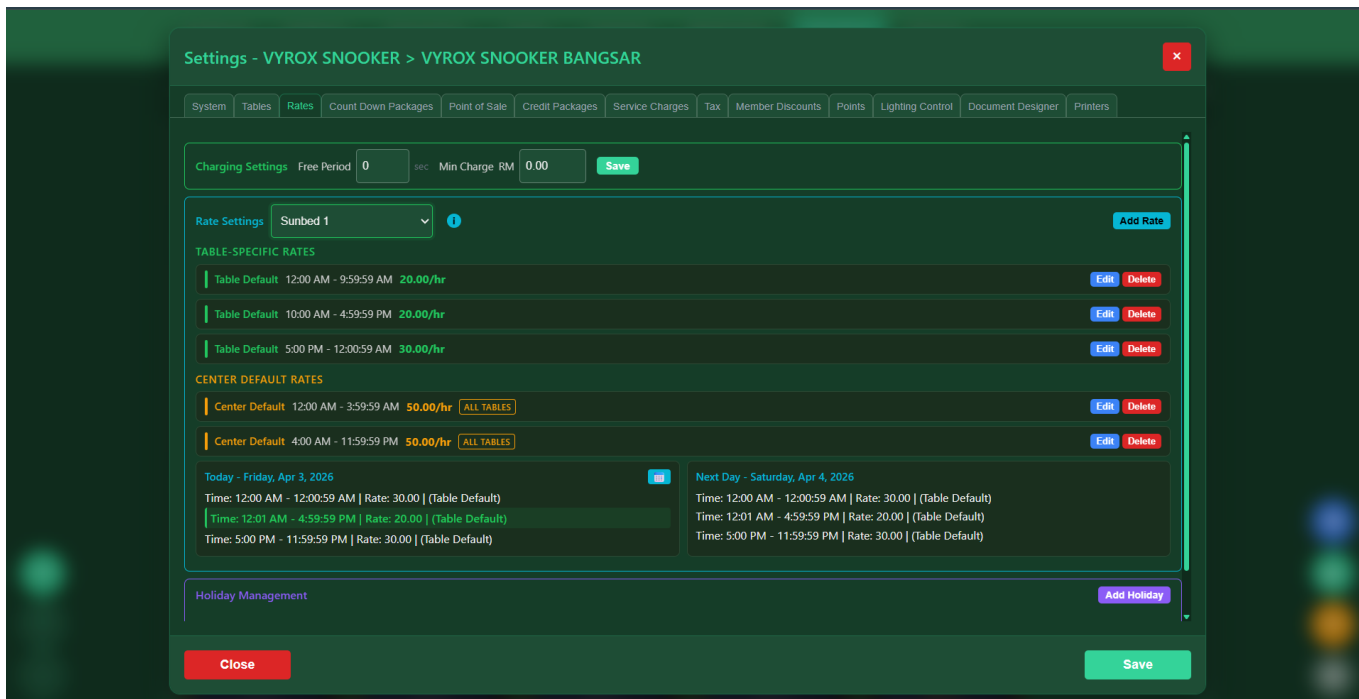 Settings - VYROX SNOOKER > VYROX SNOOKER BANGSAR ×
System Tables Rates Count Down Packages Point of Sale Credit Packages Service Charges Tax Member Discounts Points Lighting Control Document Designer Printers
Charging Settings Free Period 0 sec Min Charge RM 0.00 Save
Rate Settings Sunbed 1 i Add Rate
TABLE-SPECIFIC RATES
Table Default 12:00 AM - 9:59:59 AM 20.00/hr Edit Delete
Table Default 10:00 AM - 4:59:59 PM 20.00/hr Edit Delete
Table Default 5:00 PM - 12:00:59 AM 30.00/hr Edit Delete
CENTER DEFAULT RATES
Center Default 12:00 AM - 3:59:59 AM 50.00/hr ALL TABLES Edit Delete
Center Default 4:00 AM - 11:59:59 PM 50.00/hr ALL TABLES Edit Delete
Today - Friday, Apr 3, 2026
Time: 12:00 AM - 12:00:59 AM | Rate: 30.00 | (Table Default)
Time: 12:01 AM - 4:59:59 PM | Rate: 20.00 | (Table Default)
Time: 5:00 PM - 11:59:59 PM | Rate: 30.00 | (Table Default)
Next Day - Saturday, Apr 4, 2026
Time: 12:00 AM - 12:00:59 AM | Rate: 30.00 | (Table Default)
Time: 12:01 AM - 4:59:59 PM | Rate: 20.00 | (Table Default)
Time: 5:00 PM - 11:59:59 PM | Rate: 30.00 | (Table Default)
Holiday Management Add Holiday
Close Save